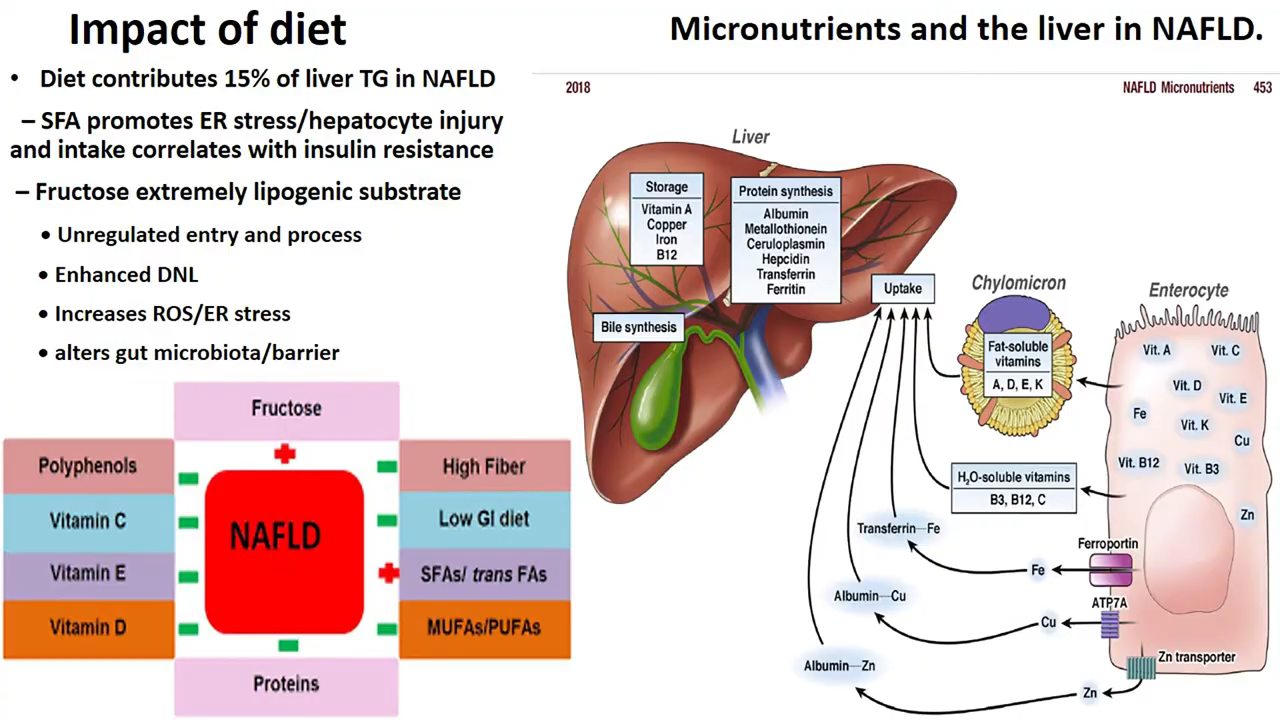 Impact of diet
• Diet contributes 15% of liver TG in NAFLD
– SFA promotes ER stress/hepatocyte injury
and intake correlates with insulin resistance
– Fructose extremely lipogenic substrate
• Unregulated entry and process
• Enhanced DNL
• Increases ROS/ER stress
• alters gut microbiota/barrier
Fructose
Polyphenols
Vitamin C
Vitamin E
Vitamin D
NAFLD
High Fiber
Low GI diet
SFAs/ trans FAs
MUFAs/PUFAs
Proteins
Micronutrients and the liver in NAFLD.
2018
NAFLD Micronutrients 453
Liver
Storage
Vitamin A
Copper
Iron
B12
Protein synthesis
Albumin
Metallothionein
Ceruloplasmin
Hepcidin
Transferrin
Ferritin
Bile synthesis
Uptake
Chylomicron
Fat-soluble
vitamins
A, D, E, K
Enterocyte
Vit. A
Vit. C
Vit. D
Vit. E
Fe
Vit. K
Cu
Vit. B12
Vit. B3
Zn
H₂O-soluble vitamins
B3, B12, C
Transferrin–Fe
Ferroportin
Fe
Albumin–Cu
ATP7A
Cu
Albumin–Zn
Zn transporter
Zn